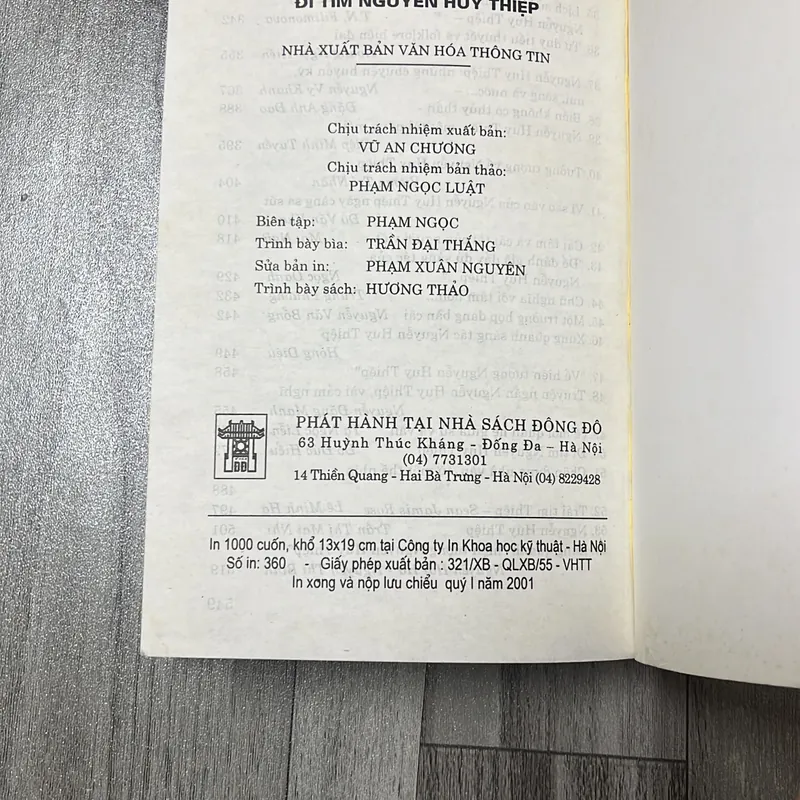 ĐI TÌM NGUYỄN HUY THIỆP
NHÀ XUẤT BẢN VĂN HÓA THÔNG TIN
Chịu trách nhiệm xuất bản:
VŨ AN CHƯƠNG
Chịu trách nhiệm bản thảo:
PHẠM NGỌC LUẬT
Biên tập: PHẠM NGỌC
Trình bày bìa: TRẦN ĐẠI THẮNG
Sửa bản in: PHẠM XUÂN NGUYÊN
Trình bày sách: HƯƠNG THẢO
PHÁT HÀNH TẠI NHÀ SÁCH ĐÔNG ĐÔ
63 Huỳnh Thúc Kháng - Đống Đa – Hà Nội
(04) 7731301
14 Thiền Quang - Hai Bà Trưng - Hà Nội (04) 8229428
In 1000 cuốn, khổ 13x19 cm tại Công ty In Khoa học kỹ thuật - Hà Nội
Số in: 360 - Giấy phép xuất bản : 321/XB - QLXB/55 - VHTT
In xơng và nộp lưu chiểu quý I năm 2001